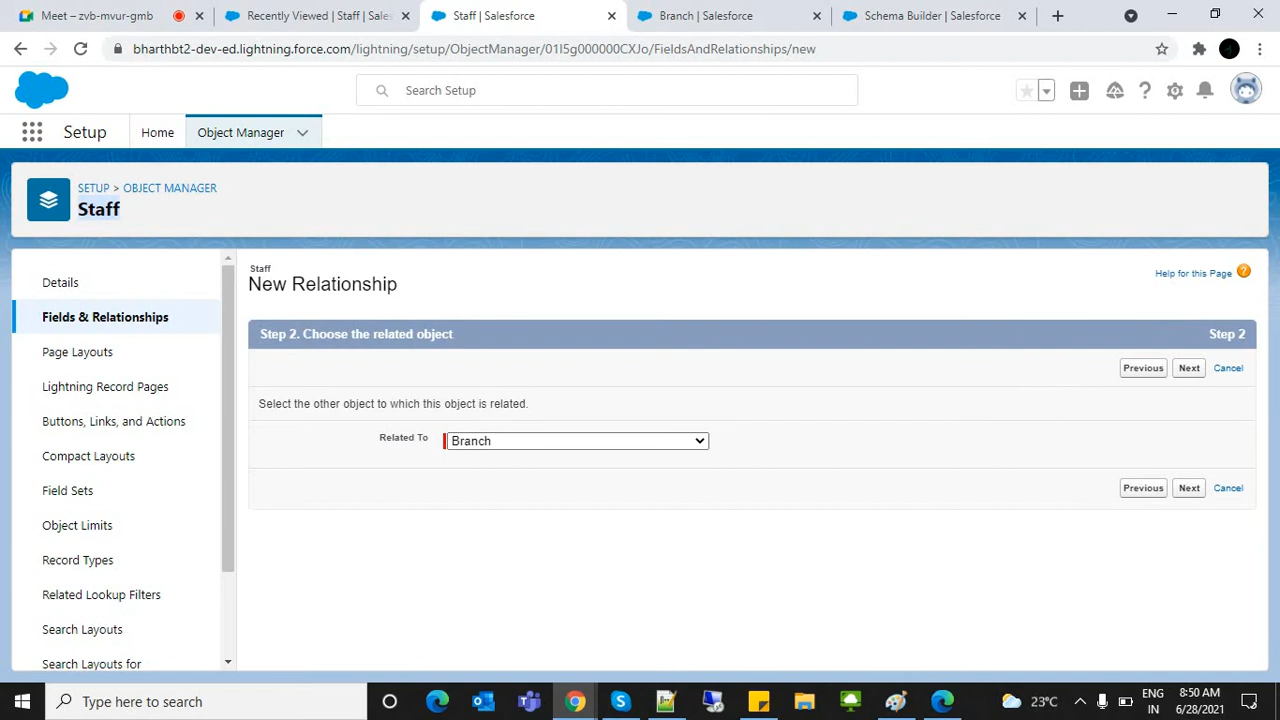 Meet – zvb-mvur-gmb
Recently Viewed | Staff | Sales
Staff | Salesforce
Branch | Salesforce
Schema Builder | Salesforce
bharthbt2-dev-ed.lightning.force.com/lightning/setup/ObjectManager/01I5g000000CXJo/FieldsAndRelationships/new
Search Setup
Setup
Home
Object Manager
SETUP > OBJECT MANAGER
Staff
Details
Fields & Relationships
Page Layouts
Lightning Record Pages
Buttons, Links, and Actions
Compact Layouts
Field Sets
Object Limits
Record Types
Related Lookup Filters
Search Layouts
Search Layouts for
Staff
New Relationship
Help for this Page ?
Step 2. Choose the related object
Step 2
Previous Next Cancel
Select the other object to which this object is related.
Related To
Branch
Previous Next Cancel
Type here to search
23°C
ENG
IN
8:50 AM
6/28/2021